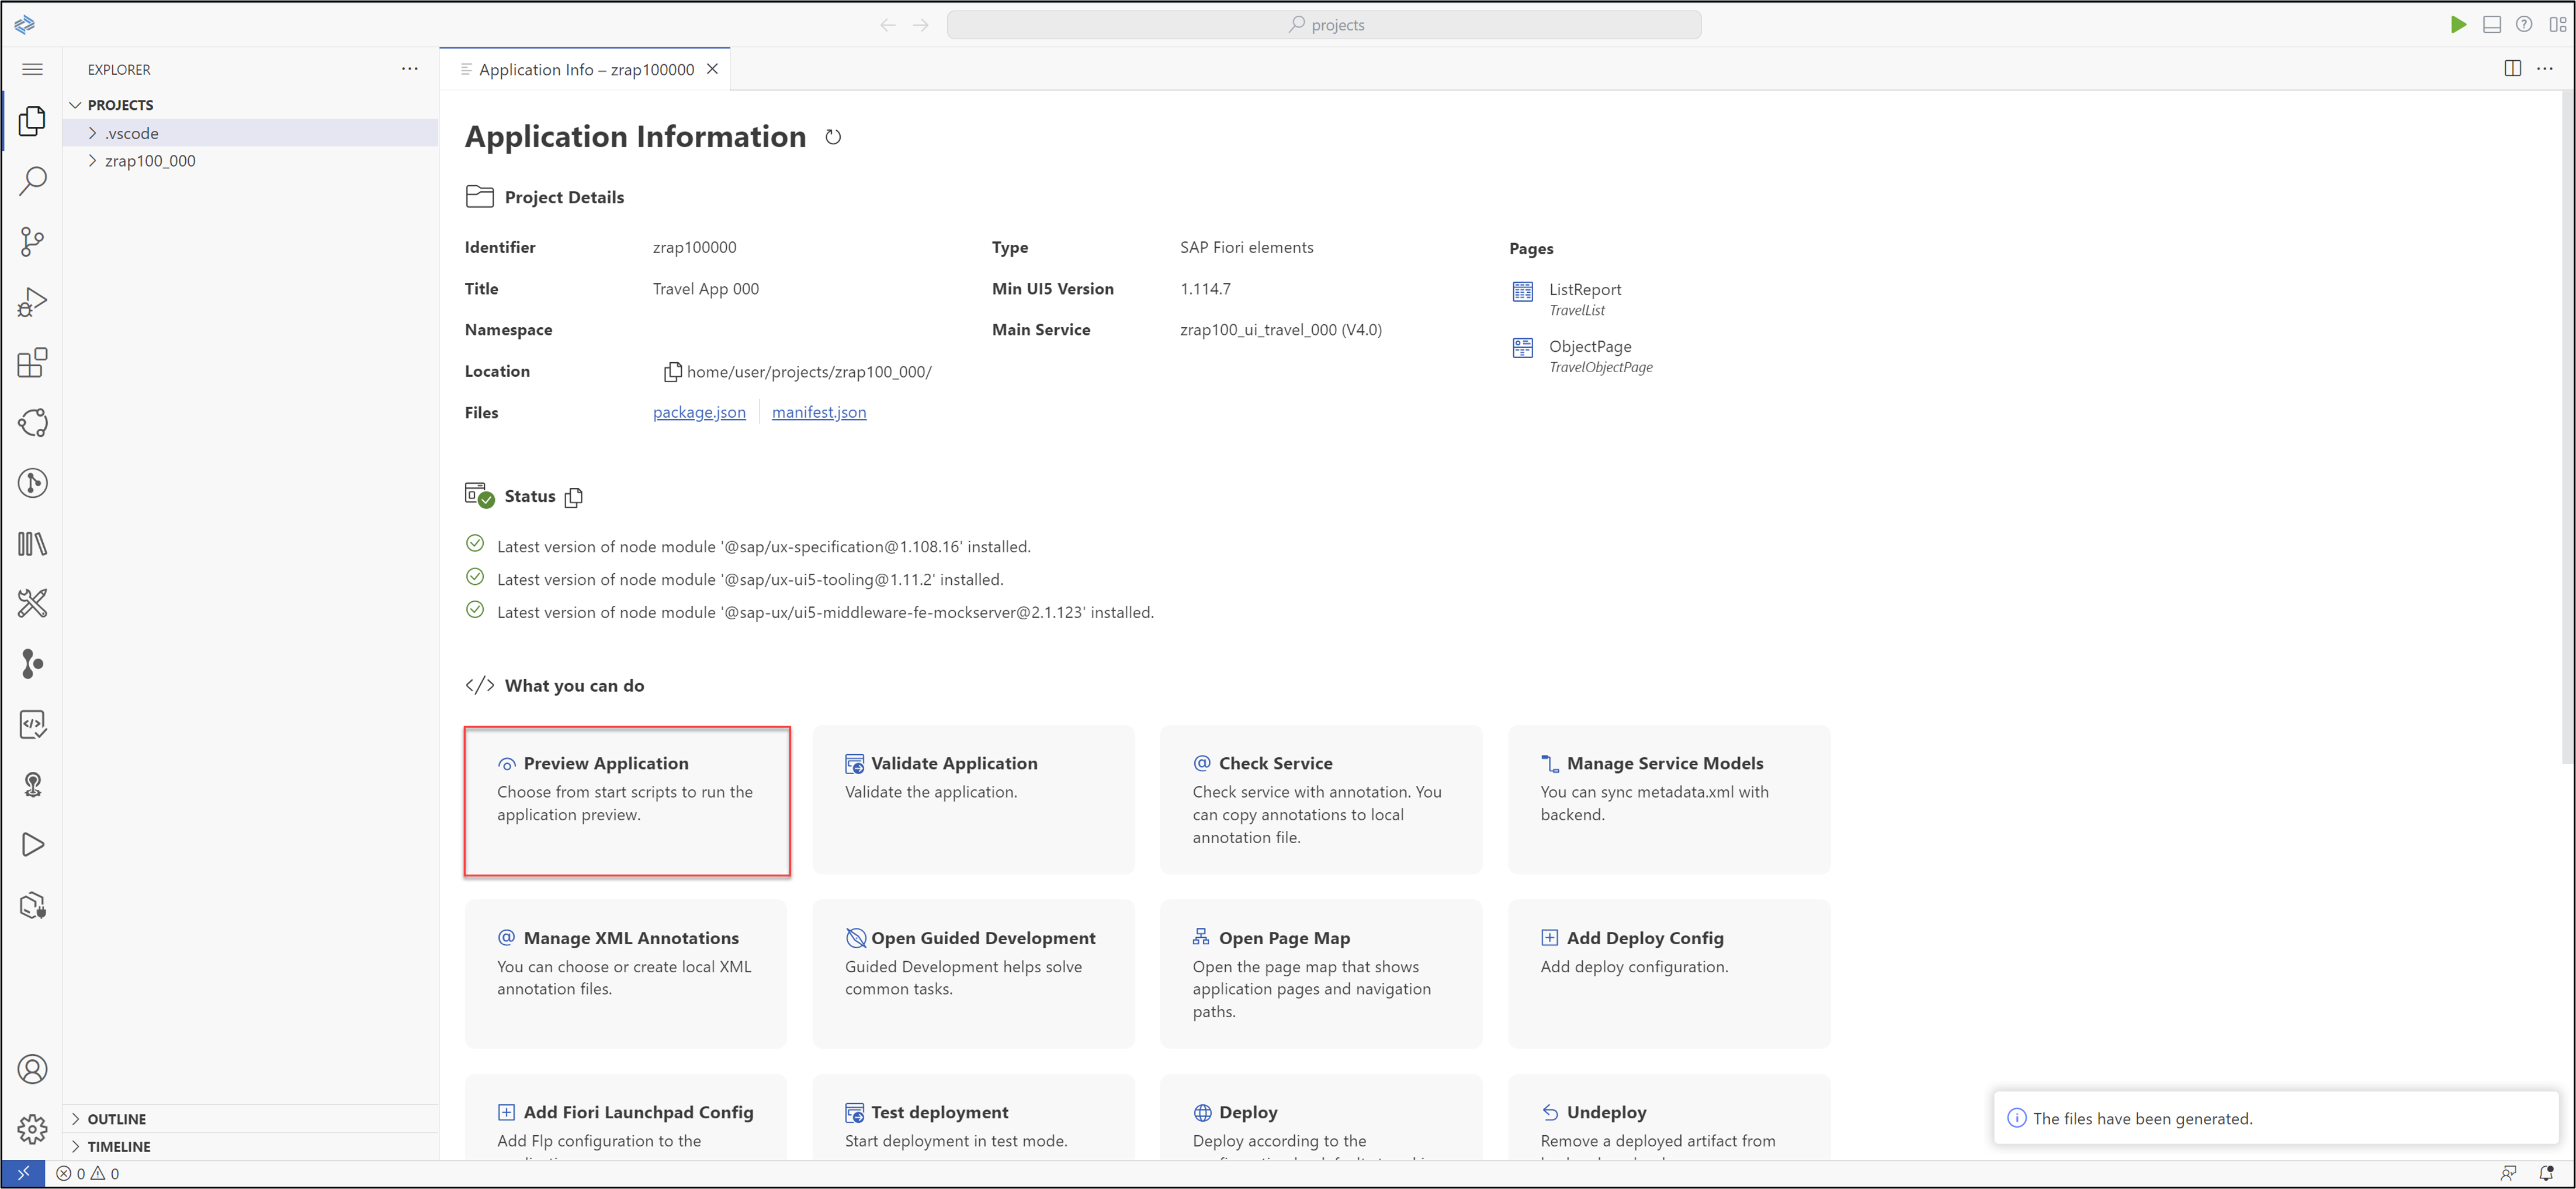 projects
EXPLORER
Application Info – zrap100000
PROJECTS
.vscode
zrap100_000
Application Information
Project Details
Identifier zrap100000 Type SAP Fiori elements Pages
Title Travel App 000 Min UI5 Version 1.114.7 ListReport
TravelList
Namespace Main Service zrap100_ui_travel_000 (V4.0)
ObjectPage
TravelObjectPage
Location home/user/projects/zrap100_000/
Files package.json manifest.json
Status
Latest version of node module '@sap/ux-specification@1.108.16' installed.
Latest version of node module '@sap/ux-ui5-tooling@1.11.2' installed.
Latest version of node module '@sap-ux/ui5-middleware-fe-mockserver@2.1.123' installed.
</> What you can do
Preview Application
Choose from start scripts to run the
application preview.
Validate Application
Validate the application.
@ Check Service
Check service with annotation. You
can copy annotations to local
annotation file.
Manage Service Models
You can sync metadata.xml with
backend.
@ Manage XML Annotations
You can choose or create local XML
annotation files.
Open Guided Development
Guided Development helps solve
common tasks.
Open Page Map
Open the page map that shows
application pages and navigation
paths.
Add Deploy Config
Add deploy configuration.
Add Fiori Launchpad Config
Add Flp configuration to the
Test deployment
Start deployment in test mode.
Deploy
Deploy according to the
Undeploy
Remove a deployed artifact from
The files have been generated.
OUTLINE
TIMELINE
0 0